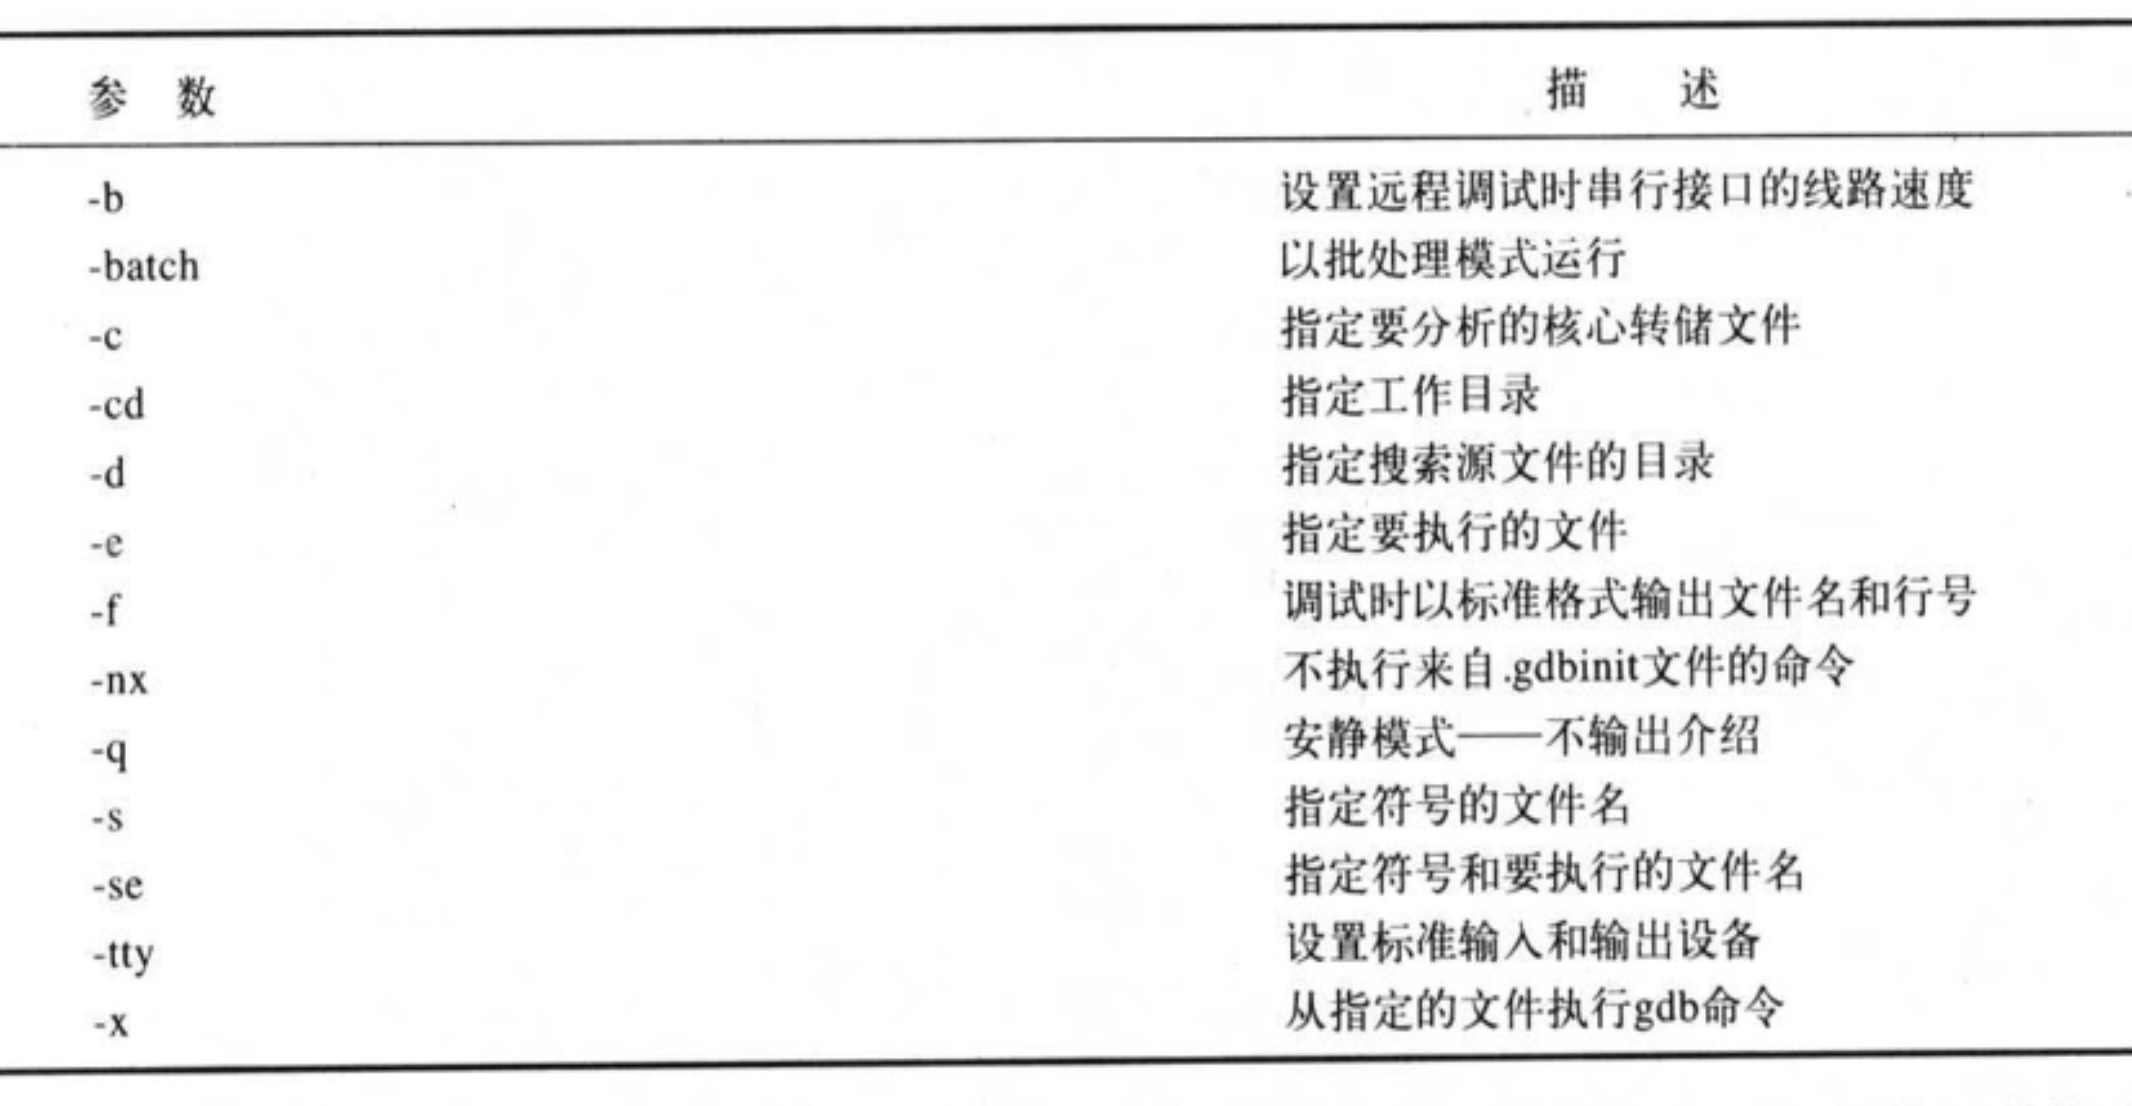 参 数 描 述
-b 设置远程调试时串行接口的线路速度
-batch 以批处理模式运行
-c 指定要分析的核心转储文件
-cd 指定工作目录
-d 指定搜索源文件的目录
-e 指定要执行的文件
-f 调试时以标准格式输出文件名和行号
-nx 不执行来自.gdbinit文件的命令
-q 安静模式——不输出介绍
-s 指定符号的文件名
-se 指定符号和要执行的文件名
-tty 设置标准输入和输出设备
-x 从指定的文件执行gdb命令